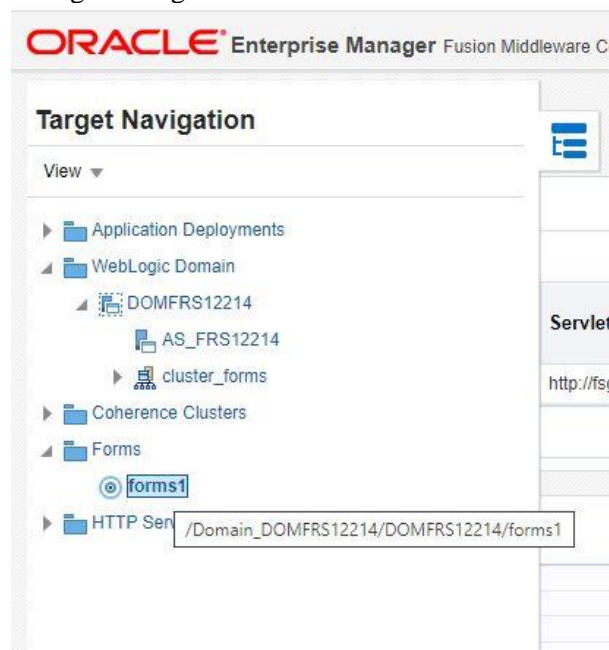 ORACLE Enterprise Manager Fusion Middleware C
Target Navigation
View
Application Deployments
WebLogic Domain
DOMFRS12214
AS_FRS12214
cluster_forms
Coherence Clusters
Forms
forms1
HTTP Ser
/Domain_DOMFRS12214/DOMFRS12214/forms1
Servlet
http://fsg